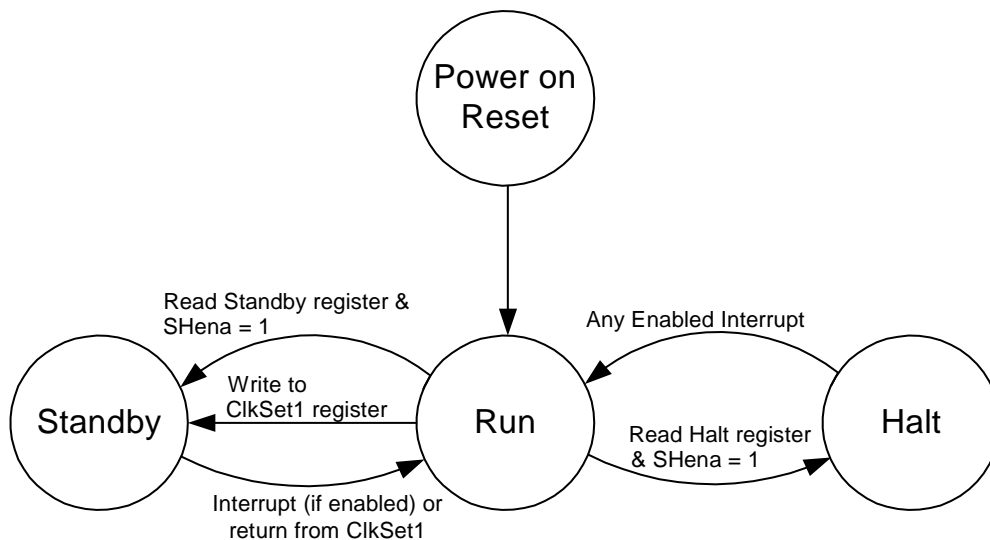 Power on
Reset
Read Standby register &
SHena = 1
Any Enabled Interrupt
Write to
ClkSet1 register
Standby
Run
Halt
Read Halt register
& SHena = 1
Interrupt (if enabled) or
return from ClkSet1